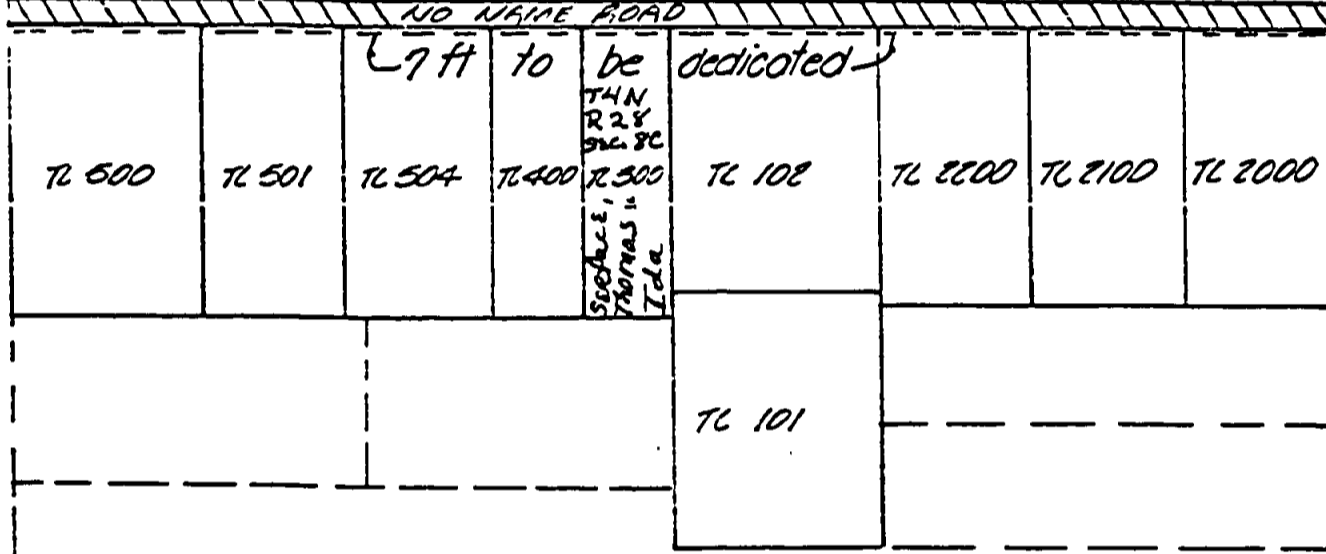 NO NAME ROAD
7 ft to be dedicated
T4N
R28
sec. 8C
TL 600
TL 501
TL 504
TL 400
TL 300
TL 102
TL 2200
TL 2100
TL 2000
Thomas
Ida
TL 101